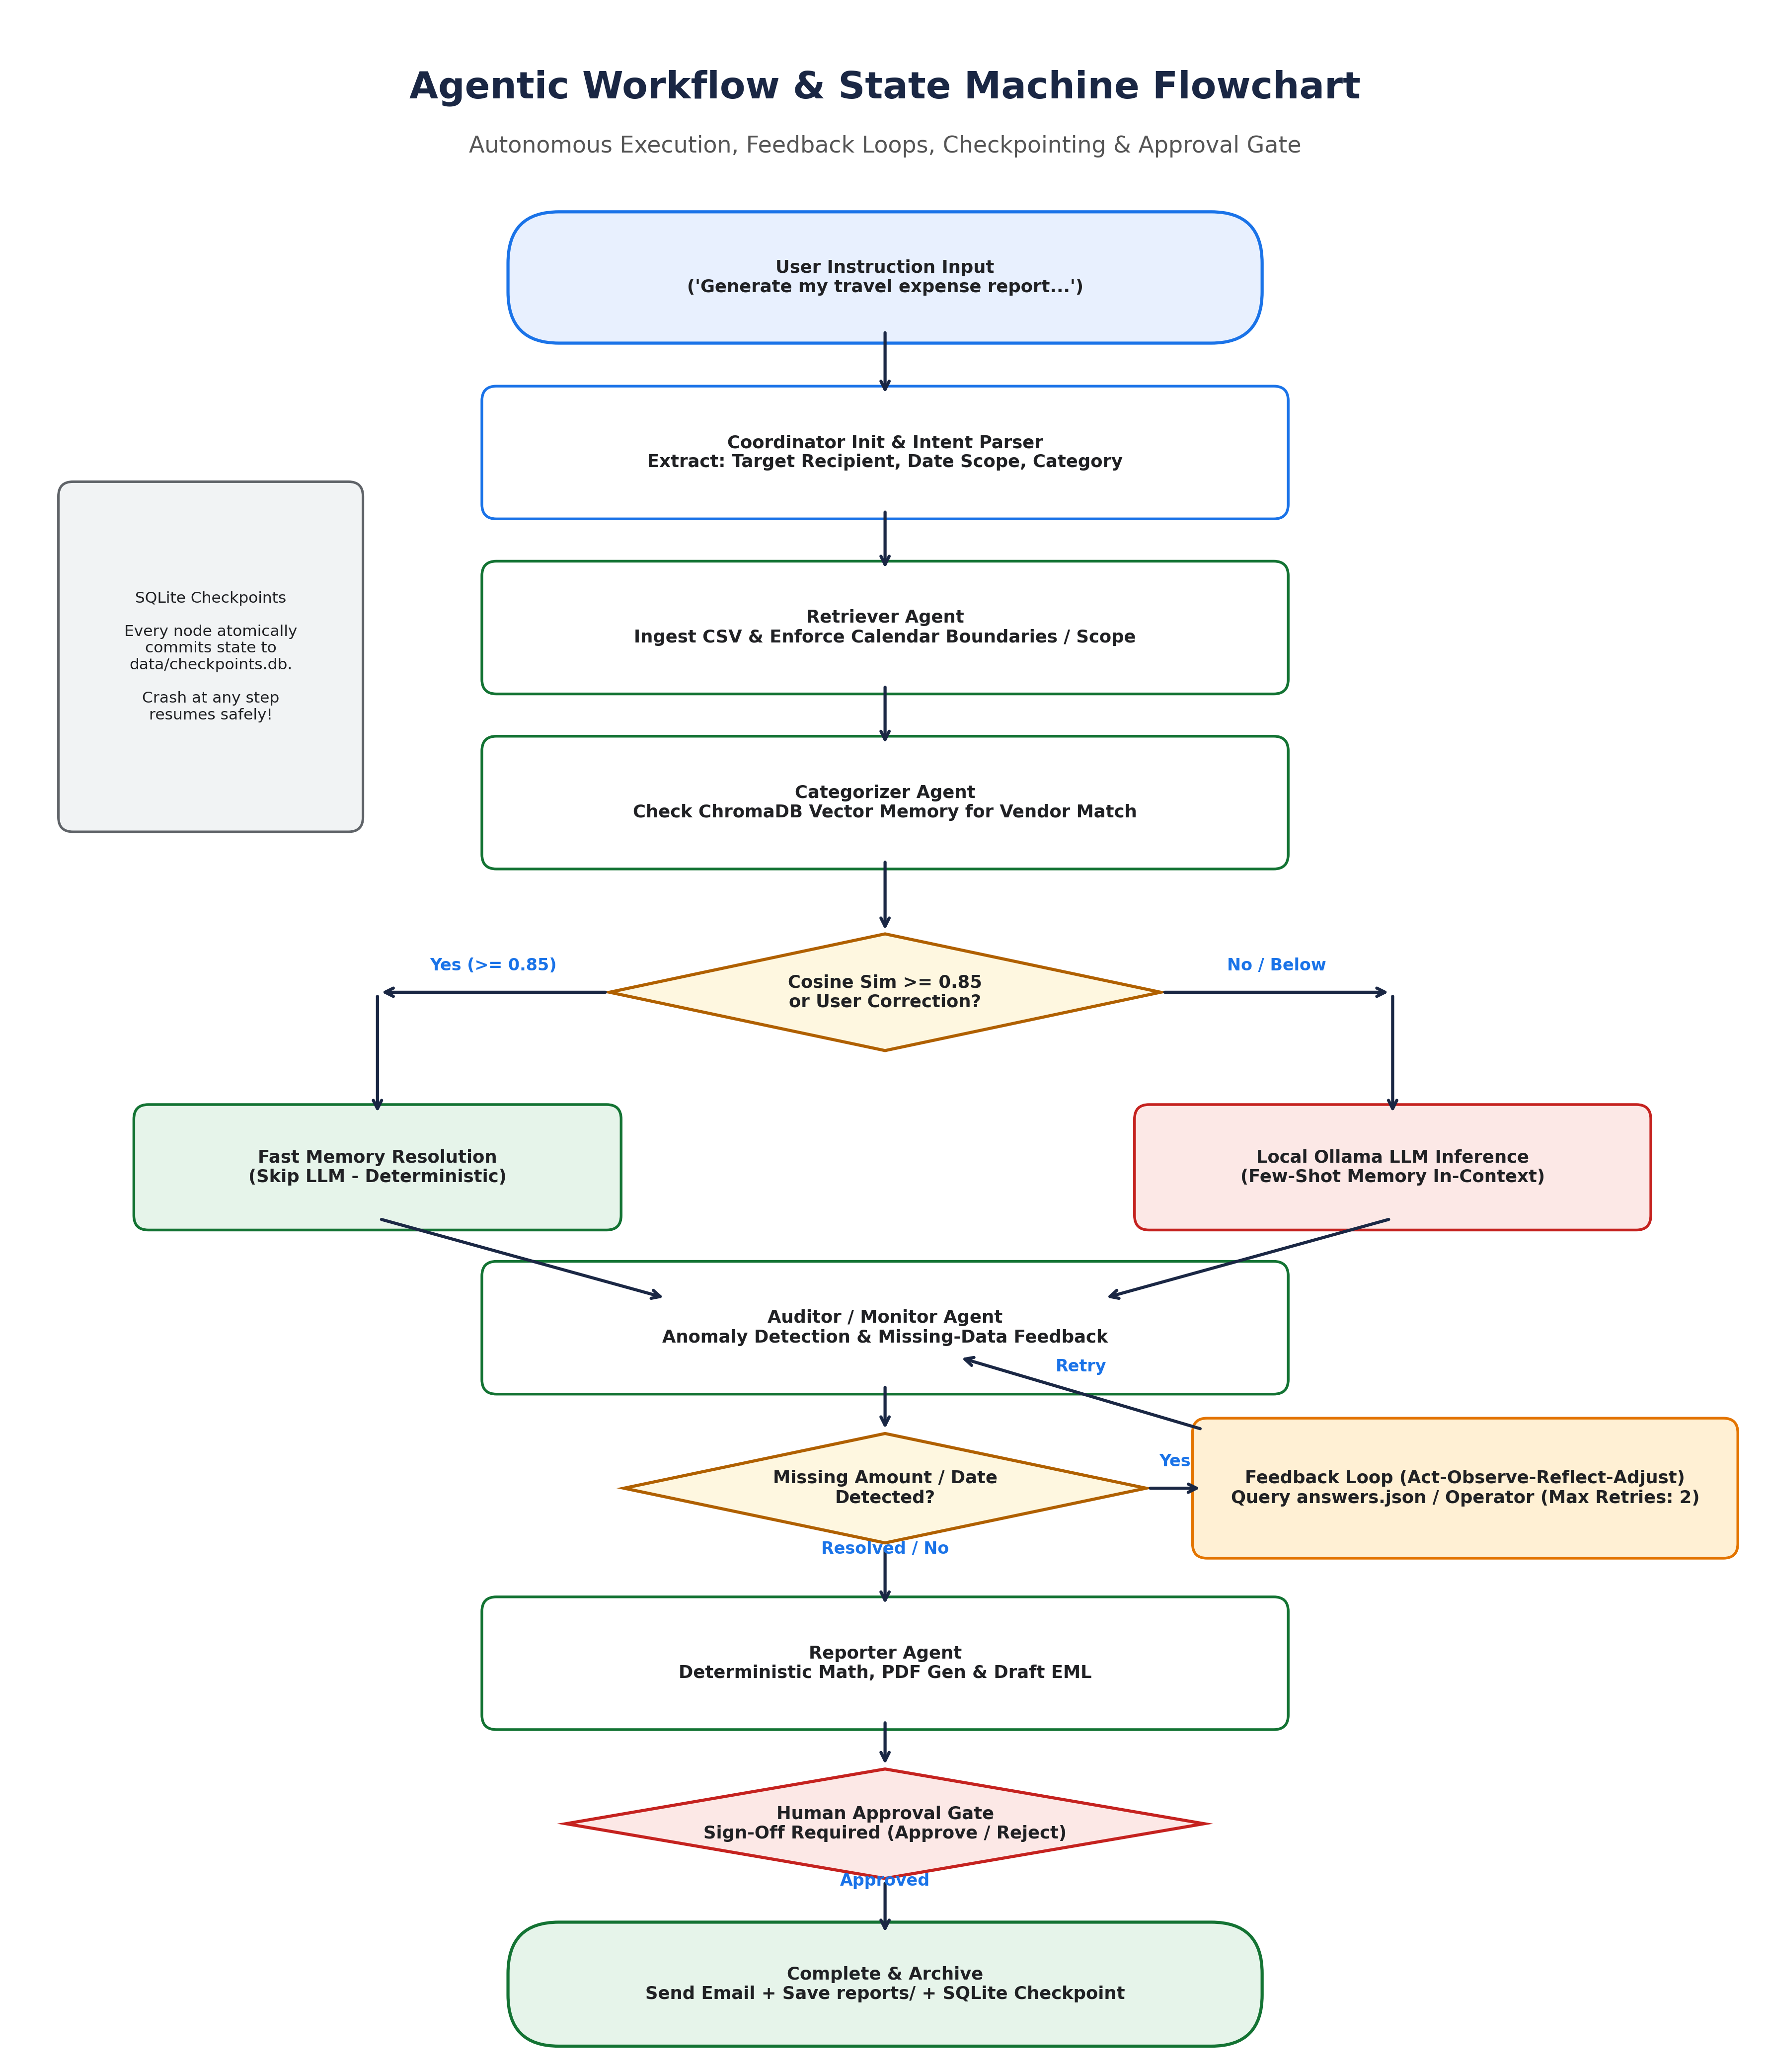 Agentic Workflow & State Machine Flowchart
Autonomous Execution, Feedback Loops, Checkpointing & Approval Gate
User Instruction Input
('Generate my travel expense report...')
Coordinator Init & Intent Parser
Extract: Target Recipient, Date Scope, Category
SQLite Checkpoints
Every node atomically
commits state to
data/checkpoints.db.
Crash at any step
resumes safely!
Retriever Agent
Ingest CSV & Enforce Calendar Boundaries / Scope
Categorizer Agent
Check ChromaDB Vector Memory for Vendor Match
Yes (>= 0.85)
Cosine Sim >= 0.85
or User Correction?
No / Below
Fast Memory Resolution
(Skip LLM - Deterministic)
Local Ollama LLM Inference
(Few-Shot Memory In-Context)
Auditor / Monitor Agent
Anomaly Detection & Missing-Data Feedback
Retry
Missing Amount / Date
Detected?
Yes
Feedback Loop (Act-Observe-Reflect-Adjust)
Query answers.json / Operator (Max Retries: 2)
Resolved / No
Reporter Agent
Deterministic Math, PDF Gen & Draft EML
Human Approval Gate
Sign-Off Required (Approve / Reject)
Approved
Complete & Archive
Send Email + Save reports/ + SQLite Checkpoint